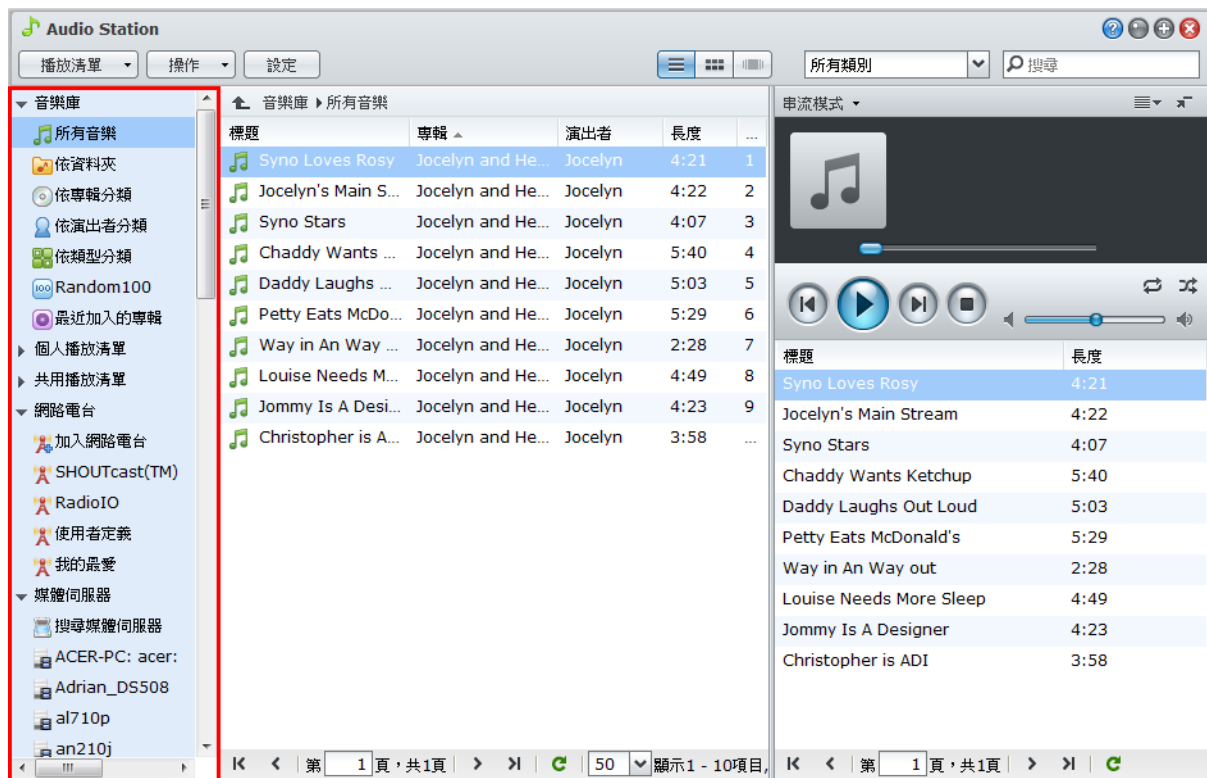 Audio Station
播放清單 操作 設定 所有類別 搜尋
音樂庫
所有音樂
依資料夾
依專輯分類
依演出者分類
依類型分類
Random100
最近加入的專輯
個人播放清單
共用播放清單
網路電台
加入網路電台
SHOUTcast(TM)
RadioIO
使用者定義
我的最愛
媒體伺服器
搜尋媒體伺服器
ACER-PC: acer:
Adrian_DS508
al710p
an210j
音樂庫 所有音樂
標題 專輯 演出者 長度 ...
Syno Loves Rosy Jocelyn and He... Jocelyn 4:21 1
Jocelyn's Main S... Jocelyn and He... Jocelyn 4:22 2
Syno Stars Jocelyn and He... Jocelyn 4:07 3
Chaddy Wants ... Jocelyn and He... Jocelyn 5:40 4
Daddy Laughs ... Jocelyn and He... Jocelyn 5:03 5
Petty Eats McDo... Jocelyn and He... Jocelyn 5:29 6
Way in An Way ... Jocelyn and He... Jocelyn 2:28 7
Louise Needs M... Jocelyn and He... Jocelyn 4:49 8
Jommy Is A Desi... Jocelyn and He... Jocelyn 4:23 9
Christopher is A... Jocelyn and He... Jocelyn 3:58 ...
第 1 頁，共1頁 50 顯示1 - 10項目,
串流模式
標題 長度
Syno Loves Rosy 4:21
Jocelyn's Main Stream 4:22
Syno Stars 4:07
Chaddy Wants Ketchup 5:40
Daddy Laughs Out Loud 5:03
Petty Eats McDonald's 5:29
Way in An Way out 2:28
Louise Needs More Sleep 4:49
Jommy Is A Designer 4:23
Christopher is ADI 3:58
第 1 頁，共1頁